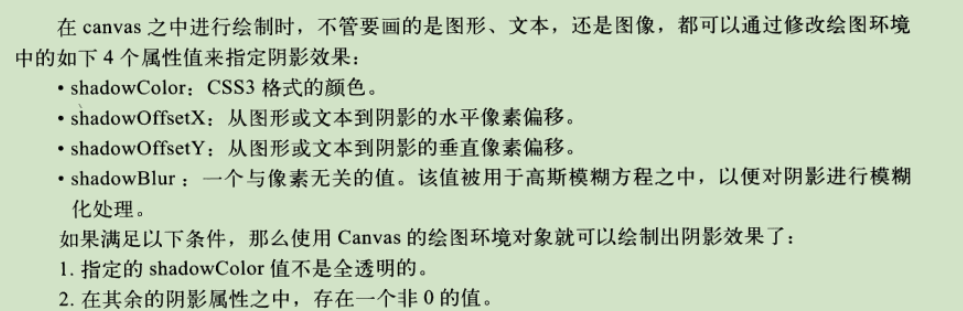 在 canvas 之中进行绘制时，不管要画的是图形、文本，还是图像，都可以通过修改绘图环境
中的如下 4 个属性值来指定阴影效果：
• shadowColor：CSS3 格式的颜色。
• shadowOffsetX：从图形或文本到阴影的水平像素偏移。
• shadowOffsetY：从图形或文本到阴影的垂直像素偏移。
• shadowBlur ：一个与像素无关的值。该值被用于高斯模糊方程之中，以便对阴影进行模糊
化处理。
如果满足以下条件，那么使用 Canvas 的绘图环境对象就可以绘制出阴影效果了：
1. 指定的 shadowColor 值不是全透明的。
2. 在其余的阴影属性之中，存在一个非 0 的值。